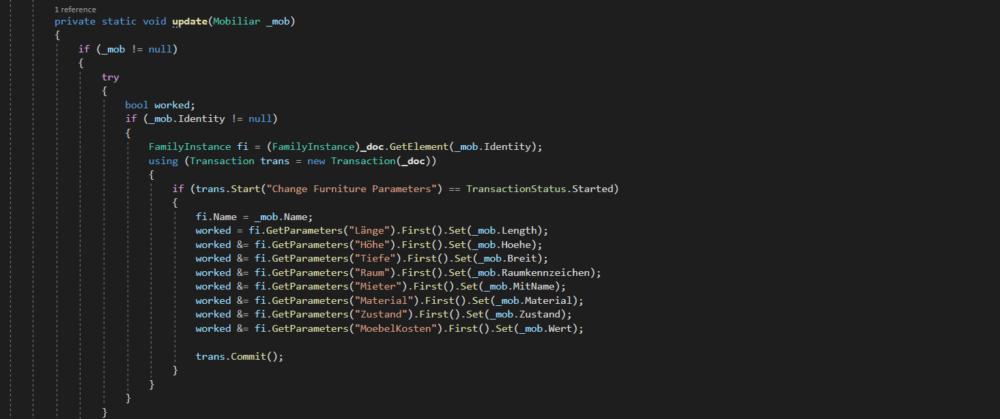 1 reference
private static void update(Mobiliar _mob)
{
if (_mob != null)
{
try
{
bool worked;
if (_mob.Identity != null)
{
FamilyInstance fi = (FamilyInstance)_doc.GetElement(_mob.Identity);
using (Transaction trans = new Transaction(_doc))
{
if (trans.Start("Change Furniture Parameters") == TransactionStatus.Started)
{
fi.Name = _mob.Name;
worked = fi.GetParameters("Länge").First().Set(_mob.Length);
worked &= fi.GetParameters("Höhe").First().Set(_mob.Hoehe);
worked &= fi.GetParameters("Tiefe").First().Set(_mob.Breit);
worked &= fi.GetParameters("Raum").First().Set(_mob.Raumkennzeichen);
worked &= fi.GetParameters("Mieter").First().Set(_mob.MitName);
worked &= fi.GetParameters("Material").First().Set(_mob.Material);
worked &= fi.GetParameters("Zustand").First().Set(_mob.Zustand);
worked &= fi.GetParameters("MoebelKosten").First().Set(_mob.Wert);
trans.Commit();
}
}
}
}